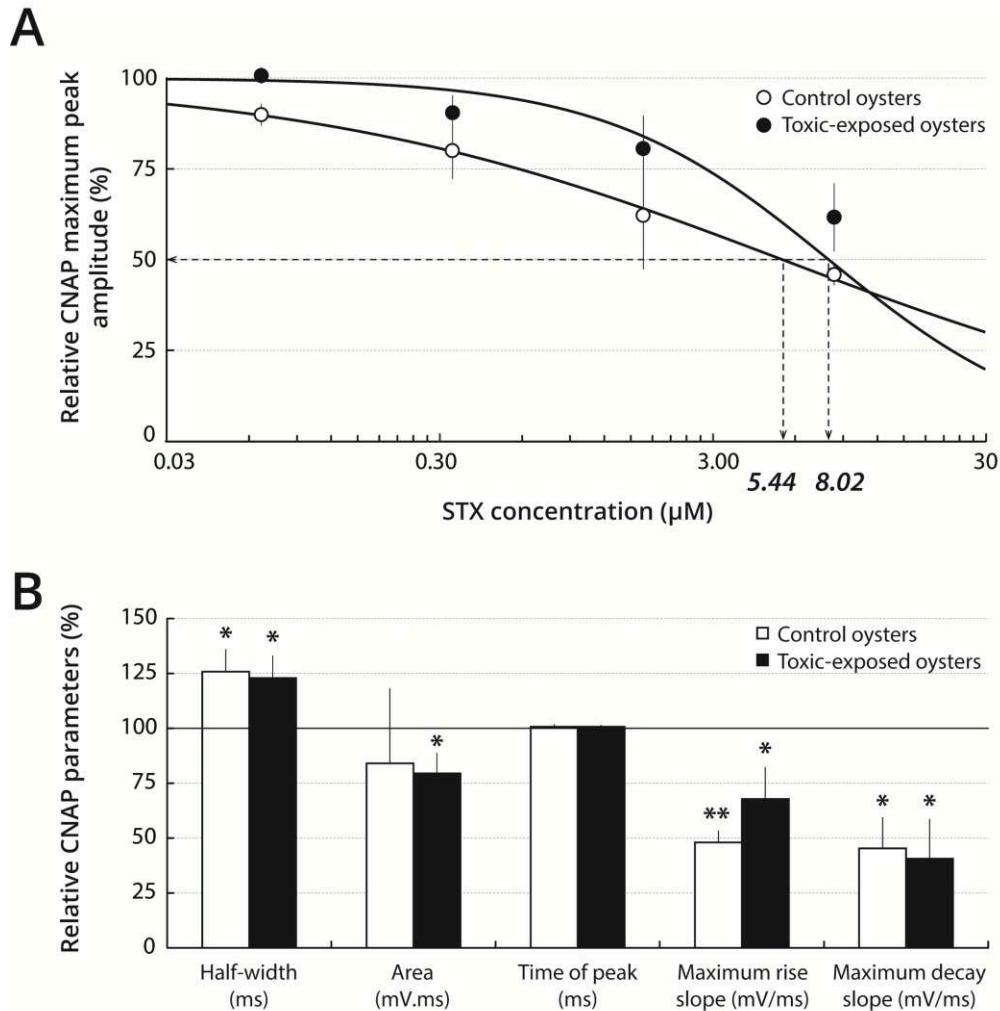 A
Relative CNAP maximum peak
amplitude (%)
100
75
50
25
0
Control oysters
Toxic-exposed oysters
0.03
0.30
3.00
30
5.44
8.02
STX concentration (µM)
B
Relative CNAP parameters (%)
150
125
100
75
50
25
0
Control oysters
Toxic-exposed oysters
* *
*
** *
* *
Half-width
(ms)
Area
(mV.ms)
Time of peak
(ms)
Maximum rise
slope (mV/ms)
Maximum decay
slope (mV/ms)